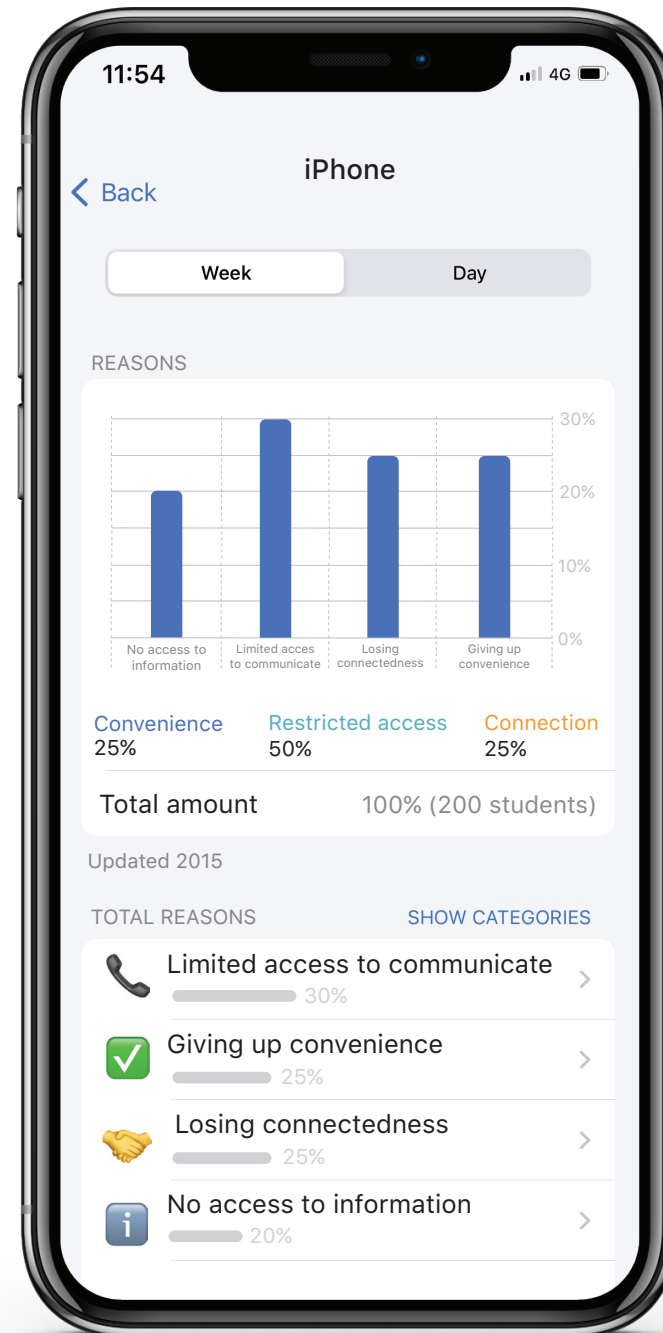 11:54
4G
iPhone
Back
Week Day
REASONS
30%
20%
10%
0%
No access to
information
Limited acces
to communicate
Losing
connectedness
Giving up
convenience
Convenience Restricted access Connection
25% 50% 25%
Total amount 100% (200 students)
Updated 2015
TOTAL REASONS SHOW CATEGORIES
Limited access to communicate
30%
Giving up convenience
25%
Losing connectedness
25%
No access to information
20%